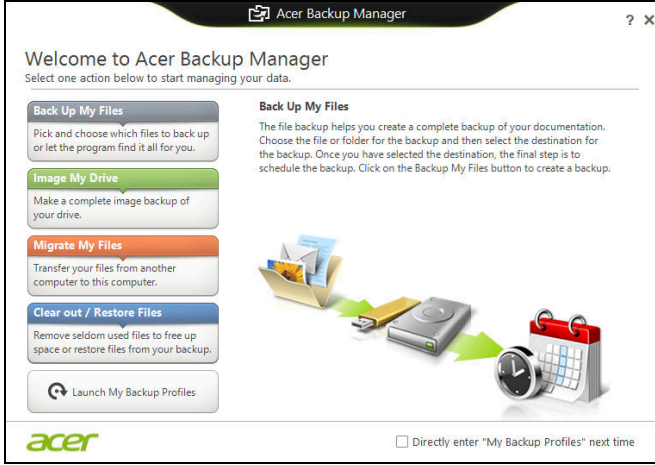 Acer Backup Manager
? X
Welcome to Acer Backup Manager
Select one action below to start managing your data.
Back Up My Files
Pick and choose which files to back up
or let the program find it all for you.
Image My Drive
Make a complete image backup of
your drive.
Migrate My Files
Transfer your files from another
computer to this computer.
Clear out / Restore Files
Remove seldom used files to free up
space or restore files from your backup.
Launch My Backup Profiles
Back Up My Files
The file backup helps you create a complete backup of your documentation.
Choose the file or folder for the backup and then select the destination for
the backup. Once you have selected the destination, the final step is to
schedule the backup. Click on the Backup My Files button to create a backup.
acer
Directly enter "My Backup Profiles" next time